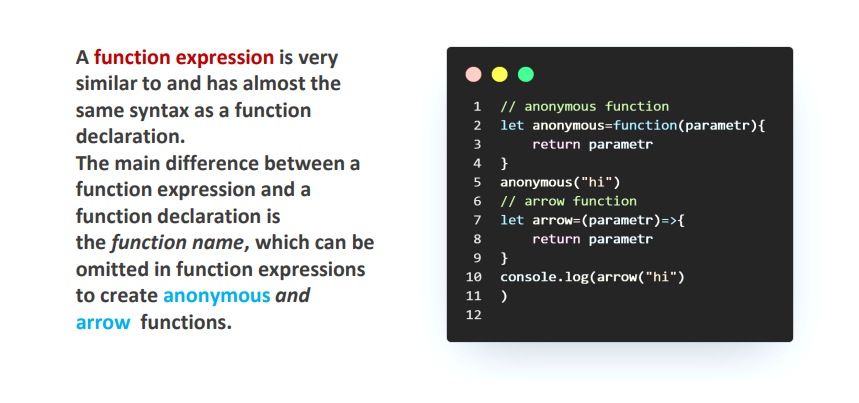 A function expression is very
similar to and has almost the
same syntax as a function
declaration.
The main difference between a
function expression and a
function declaration is
the function name, which can be
omitted in function expressions
to create anonymous and
arrow functions.
1 // anonymous function
2 let anonymous=function(parametr){
3     return parametr
4 }
5 anonymous("hi")
6 // arrow function
7 let arrow=(parametr)=>{
8     return parametr
9 }
10 console.log(arrow("hi")
11 )
12